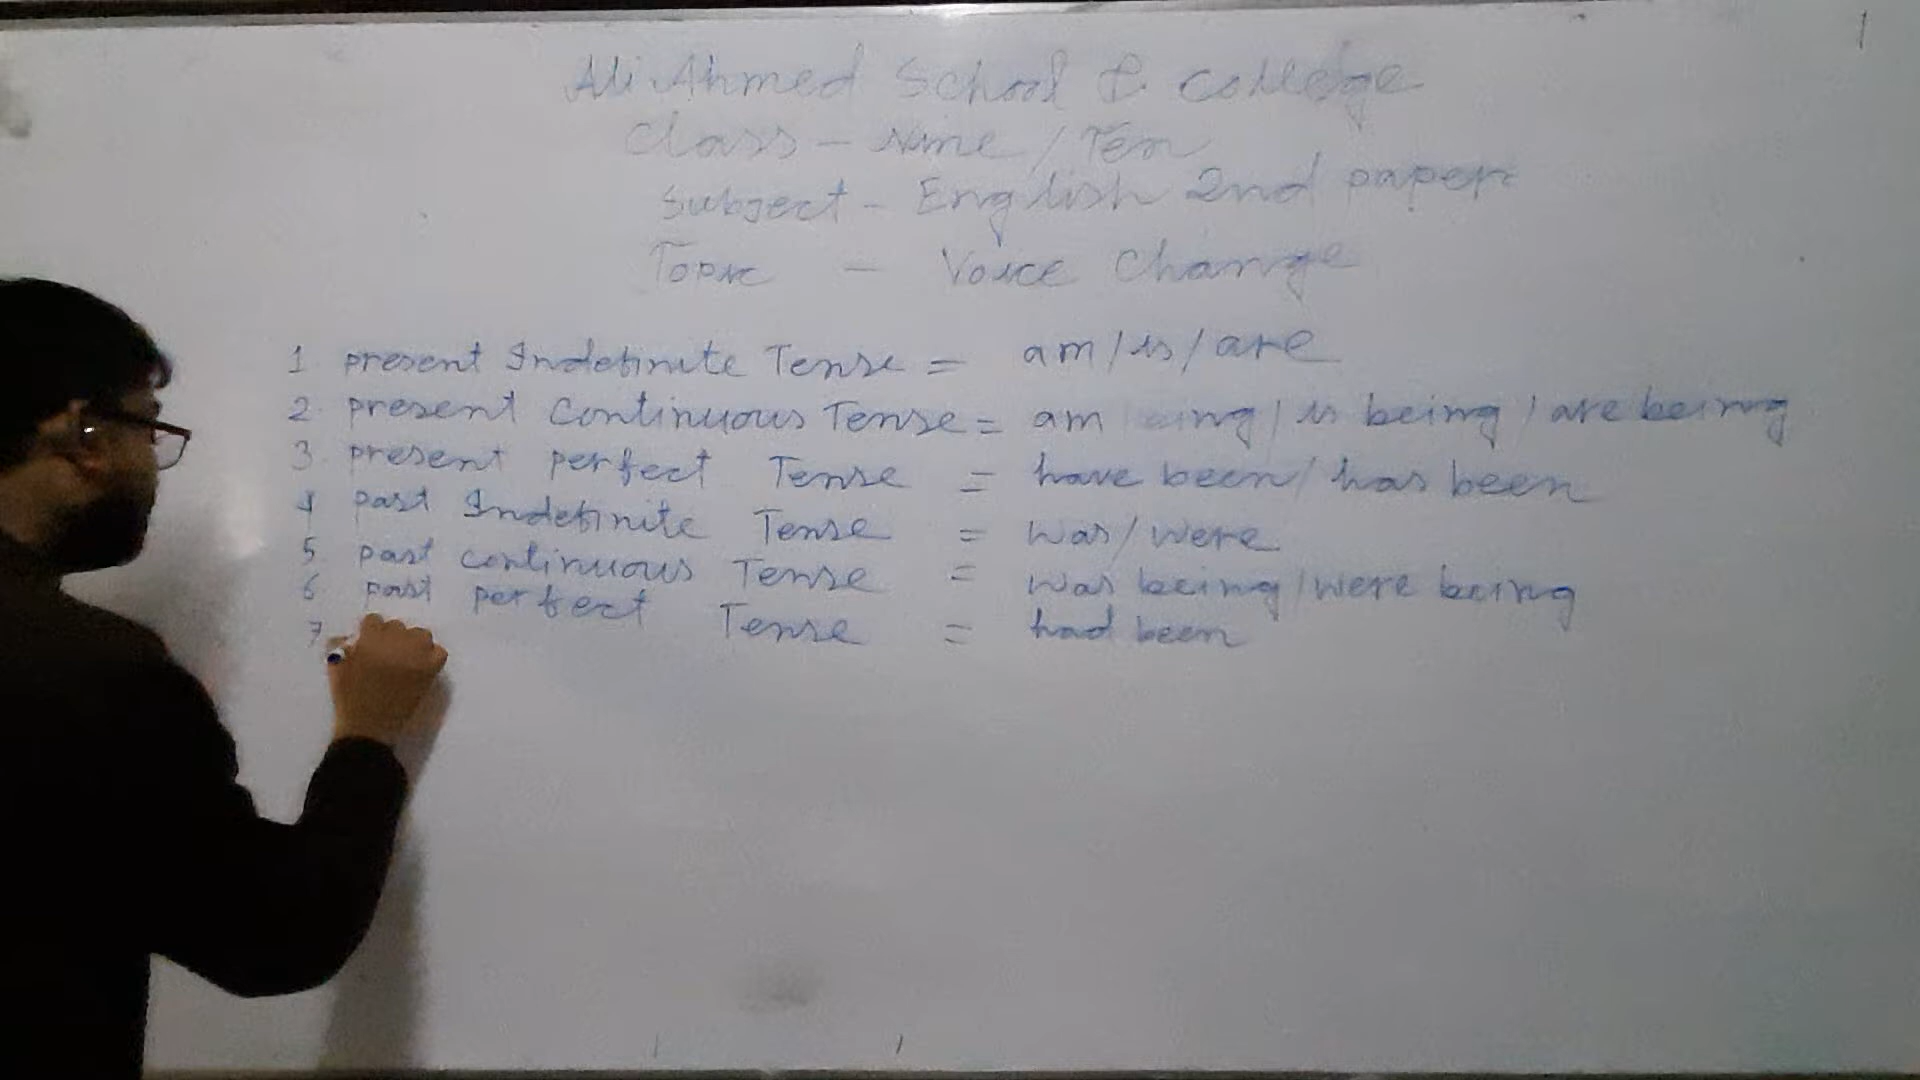 Ali Ahmed School & College
Class - Nine / Ten
Subject - English 2nd paper
Topic - Voice Change
1 present Indefinite Tense = am / is / are
2. present continuous Tense = am being / is being / are being
3 present perfect Tense = have been / has been
4 past Indefinite Tense = was / were
5. past continuous Tense = was being / were being
6 past perfect Tense = had been
7